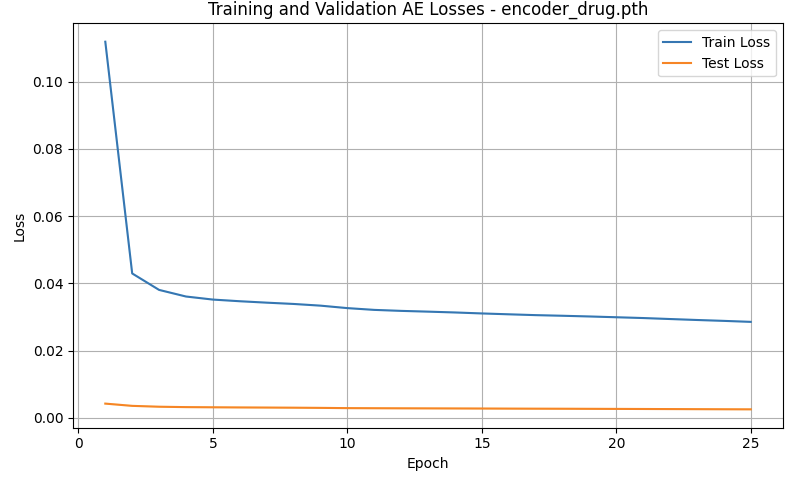 Training and Validation AE Losses - encoder_drug.pth
Train Loss
Test Loss
0.10
0.08
0.06
0.04
0.02
0.00
Loss
0 5 10 15 20 25
Epoch